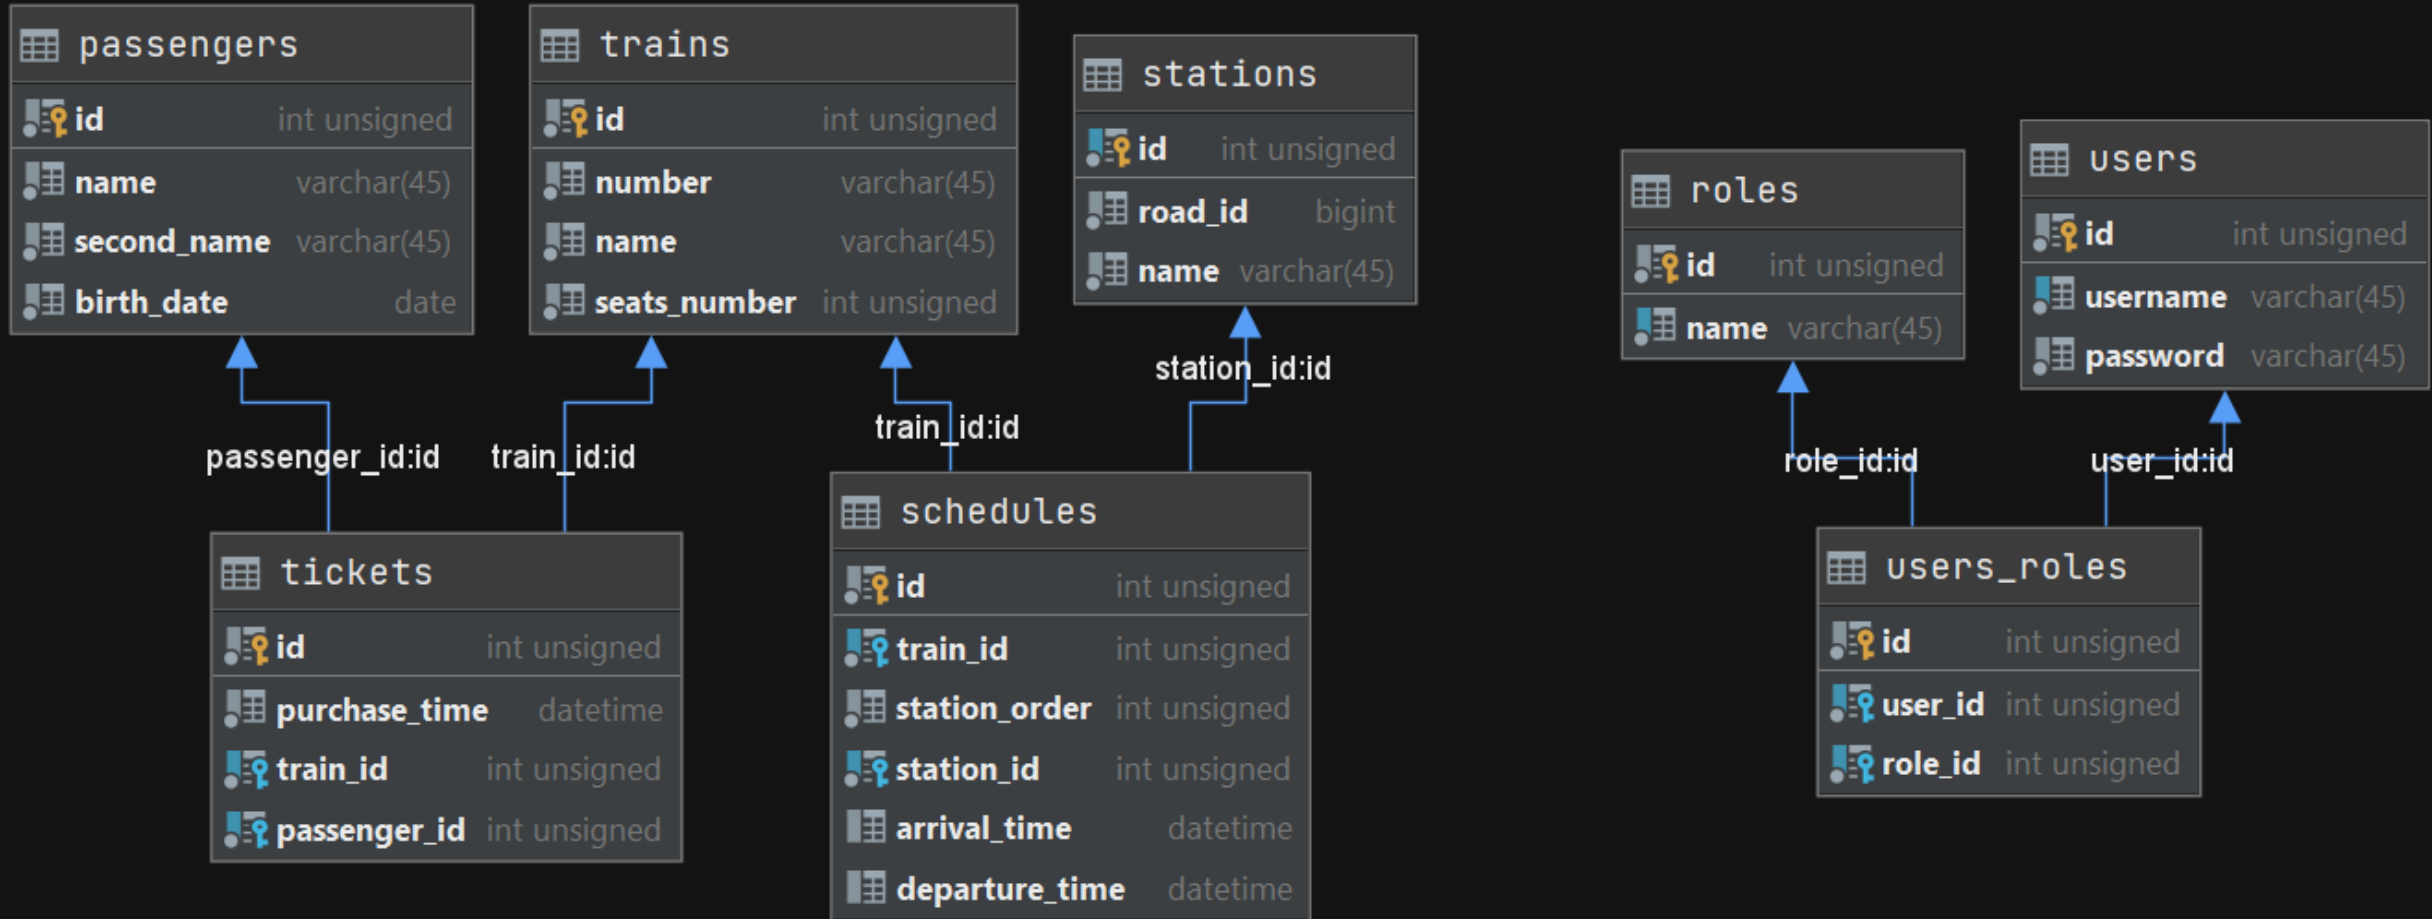 passengers
id int unsigned
name varchar(45)
second_name varchar(45)
birth_date date
trains
id int unsigned
number varchar(45)
name varchar(45)
seats_number int unsigned
stations
id int unsigned
road_id bigint
name varchar(45)
roles
id int unsigned
name varchar(45)
users
id int unsigned
username varchar(45)
password varchar(45)
passenger_id:id
train_id:id
train_id:id
station_id:id
role_id:id
user_id:id
tickets
id int unsigned
purchase_time datetime
train_id int unsigned
passenger_id int unsigned
schedules
id int unsigned
train_id int unsigned
station_order int unsigned
station_id int unsigned
arrival_time datetime
departure_time datetime
users_roles
id int unsigned
user_id int unsigned
role_id int unsigned